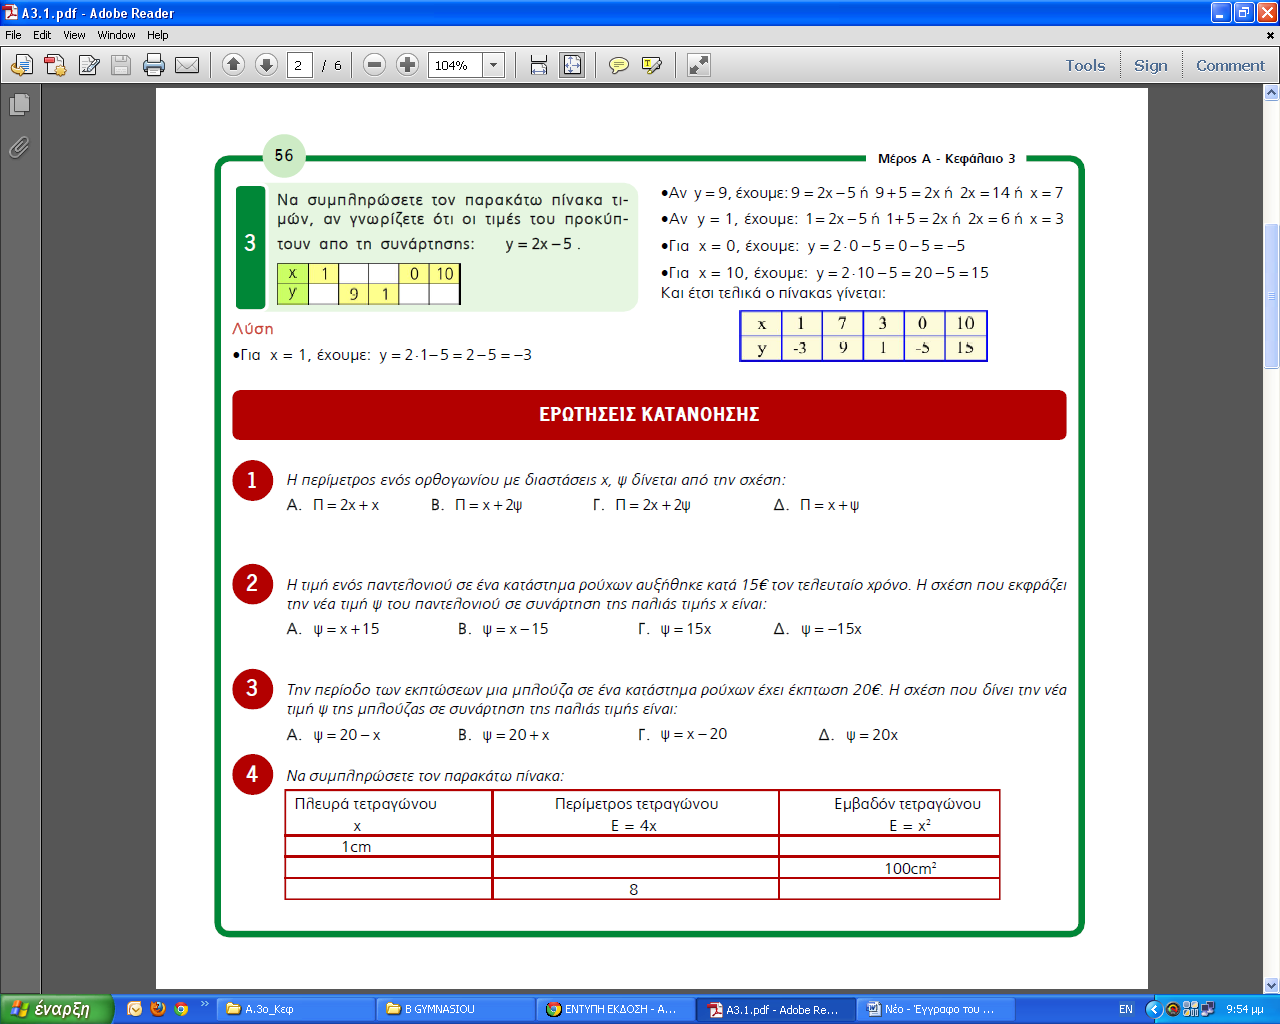 A3.1.pdf - Adobe Reader
File Edit View Window Help
2 / 6 104% Tools Sign Comment
56
Μέρος Α - Κεφάλαιο 3
3
Να συμπληρώσετε τον παρακάτω πίνακα τι-
μών, αν γνωρίζετε ότι οι τιμές του προκύπ-
τουν απο τη συνάρτησης: y = 2x – 5 .
x 1 0 10
y 9 1
Λύση
•Για x = 1, έχουμε: y = 2·1–5 = 2–5 = –3
•Αν y = 9, έχουμε: 9 = 2x – 5 ή 9+5 = 2x ή 2x = 14 ή x = 7
•Αν y = 1, έχουμε: 1= 2x – 5 ή 1+5 = 2x ή 2x = 6 ή x = 3
•Για x = 0, έχουμε: y = 2·0 – 5 = 0–5 = –5
•Για x = 10, έχουμε: y = 2·10 – 5 = 20 – 5 = 15
Και έτσι τελικά ο πίνακας γίνεται:
x 1 7 3 0 10
y -3 9 1 -5 15
ΕΡΩΤΗΣΕΙΣ ΚΑΤΑΝΟΗΣΗΣ
1
Η περίμετρος ενός ορθογωνίου με διαστάσεις x, ψ δίνεται από την σχέση:
Α. Π = 2x + x Β. Π = x + 2ψ Γ. Π = 2x + 2ψ Δ. Π = x + ψ
2
Η τιμή ενός παντελονιού σε ένα κατάστημα ρούχων αυξήθηκε κατά 15€ τον τελευταίο χρόνο. Η σχέση που εκφράζει
την νέα τιμή ψ του παντελονιού σε συνάρτηση της παλιάς τιμής x είναι:
Α. ψ = x + 15 Β. ψ = x – 15 Γ. ψ = 15x Δ. ψ = –15x
3
Την περίοδο των εκπτώσεων μια μπλούζα σε ένα κατάστημα ρούχων έχει έκπτωση 20€. Η σχέση που δίνει την νέα
τιμή ψ της μπλούζας σε συνάρτηση της παλιάς τιμής είναι:
Α. ψ = 20 – x Β. ψ = 20 + x Γ. ψ = x – 20 Δ. ψ = 20x
4
Να συμπληρώσετε τον παρακάτω πίνακα:
Πλευρά τετραγώνου Περίμετρος τετραγώνου Εμβαδόν τετραγώνου
x Ε = 4x Ε = x²
1cm
100cm²
8
έναρξη A.3o_Κεφ B GYMNASIOU ΕΝΤΥΠΗ ΕΚΔΟΣΗ - Α... A3.1.pdf - Adobe Re... Νέο - Έγγραφο του ... EN 9:54 μμ